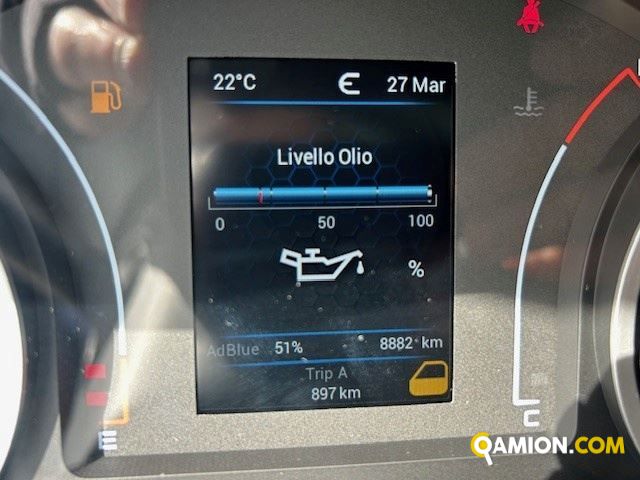 22°C
27 Mar
Livello Olio
0 50 100
%
AdBlue 51% 8882 km
Trip A
897 km
E
C
QAMION.COM